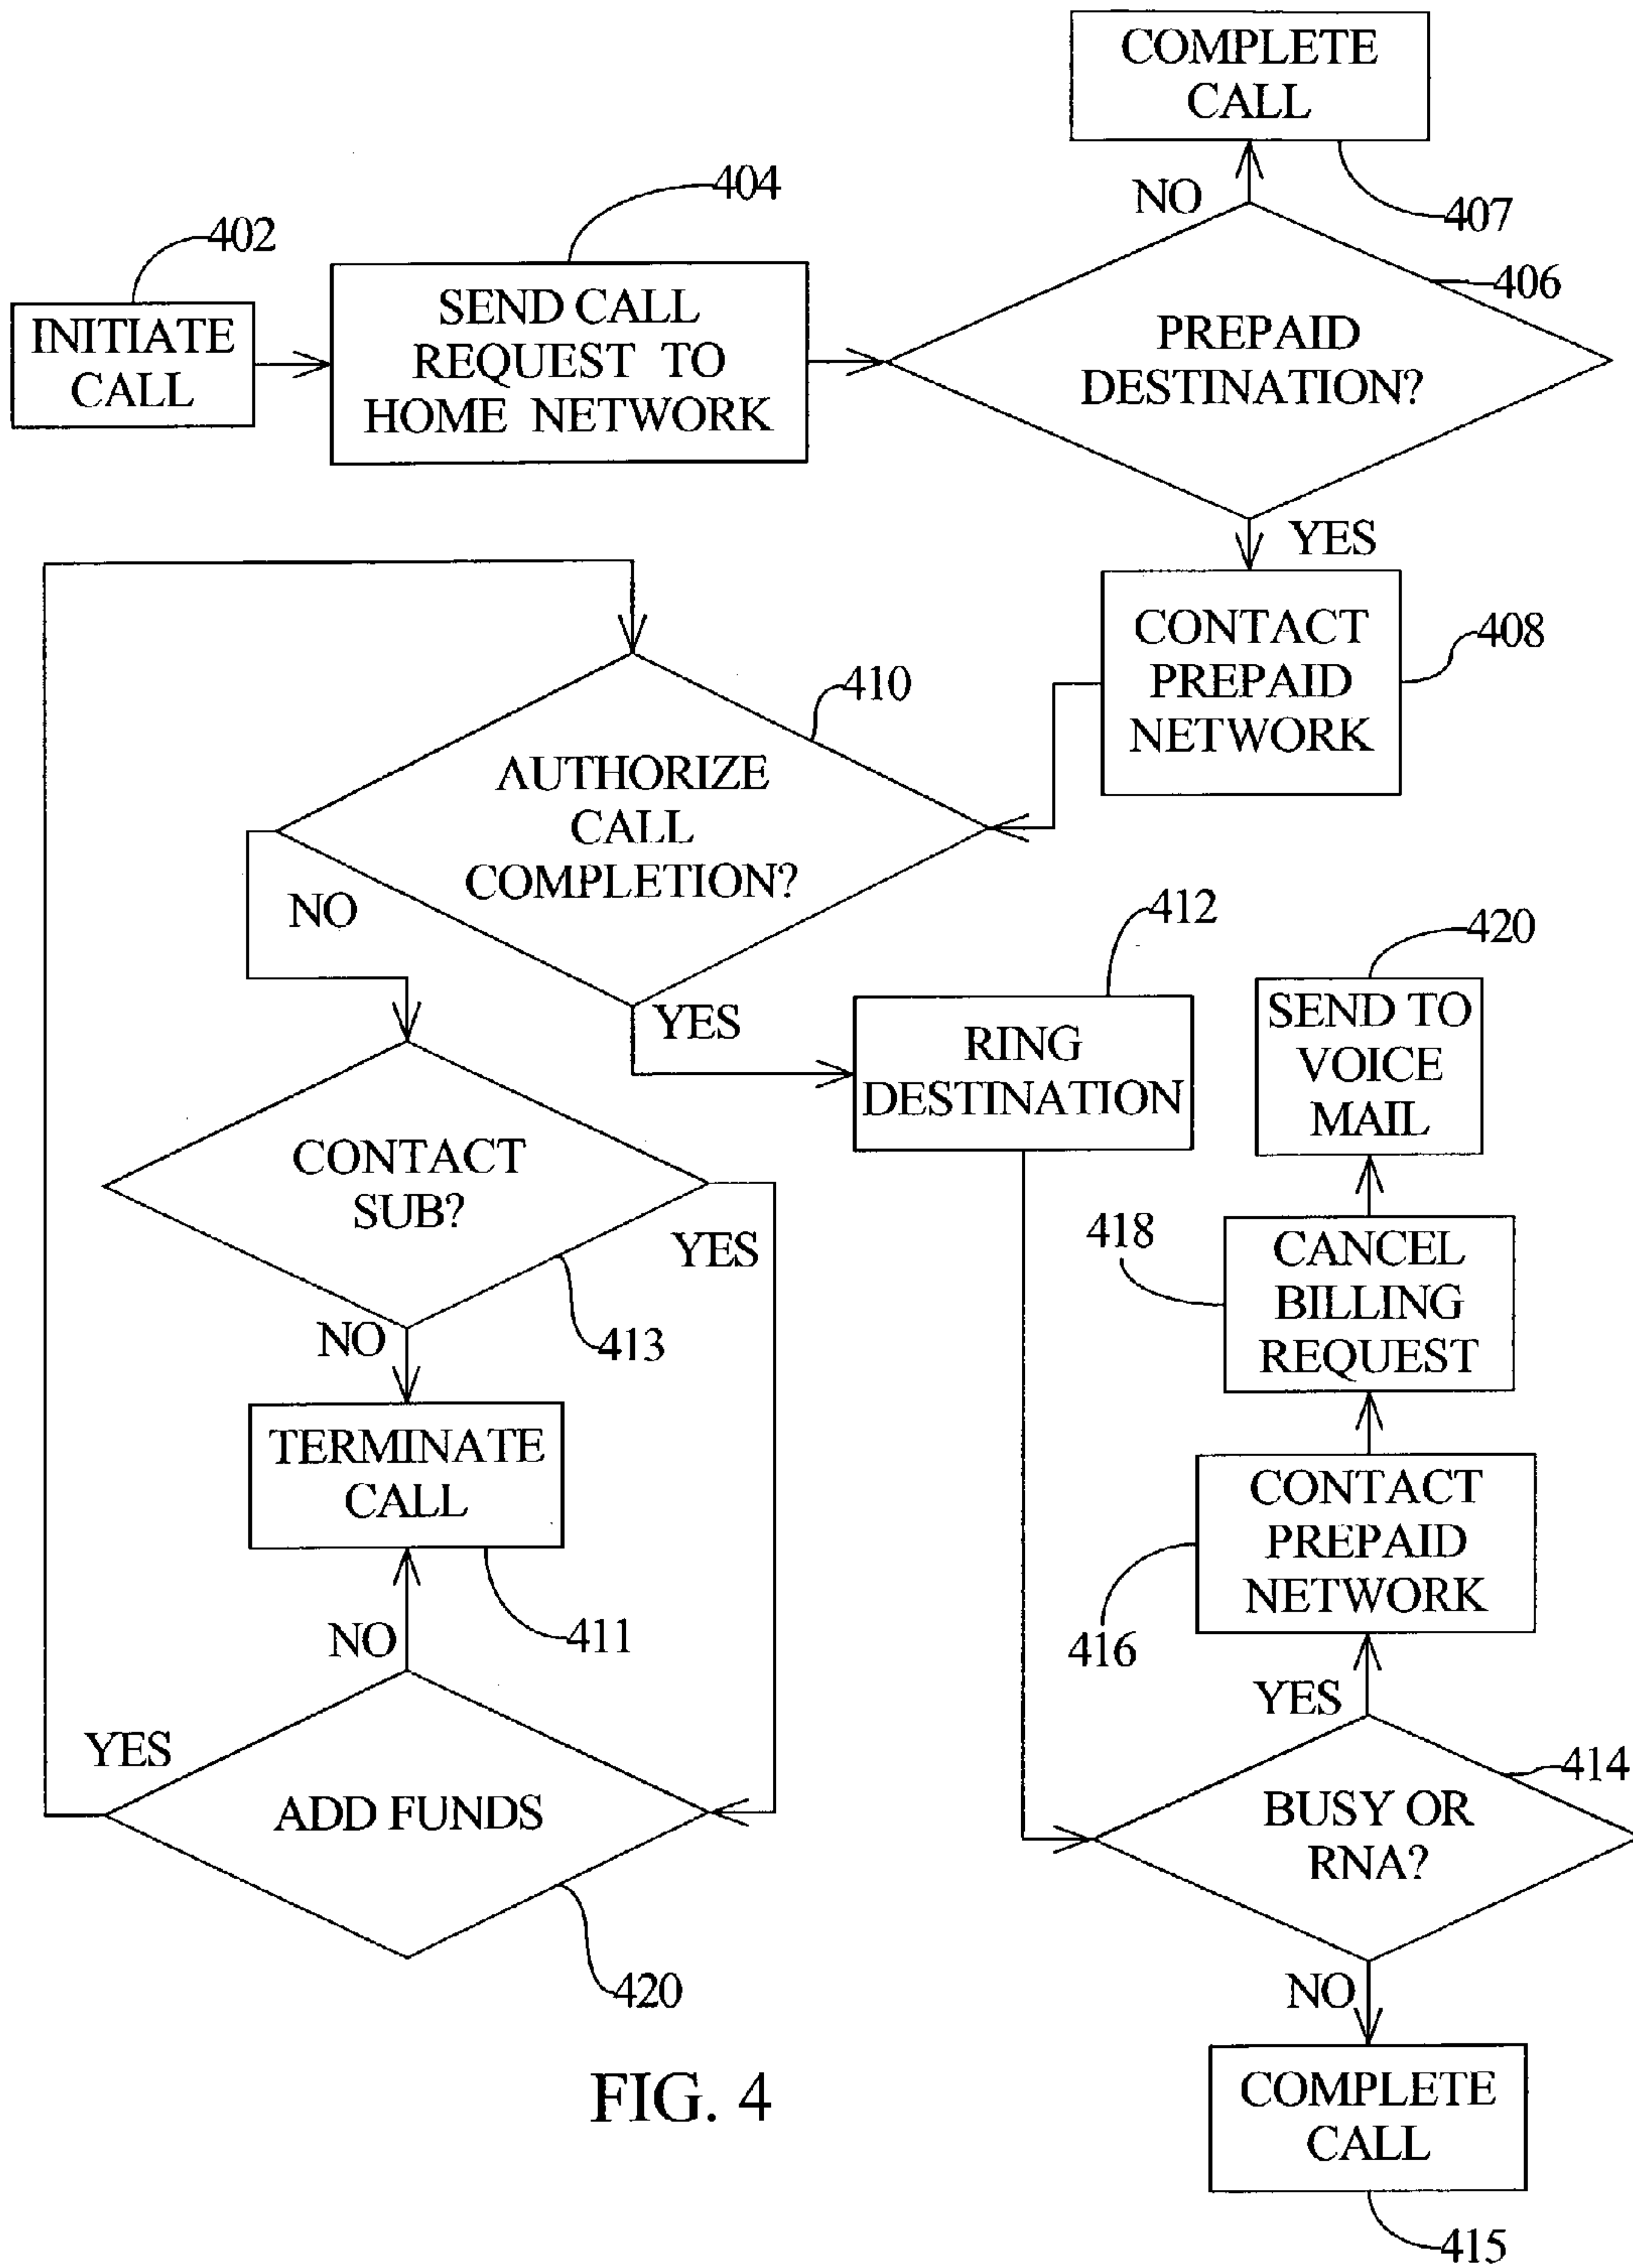 COMPLETE
CALL
407
NO
404
402
INITIATE
CALL
SEND CALL
REQUEST TO
HOME NETWORK
406
PREPAID
DESTINATION?
YES
CONTACT
PREPAID
NETWORK
408
410
AUTHORIZE
CALL
COMPLETION?
NO
YES
412
RING
DESTINATION
420
SEND TO
VOICE
MAIL
CONTACT
SUB?
YES
413
NO
418
CANCEL
BILLING
REQUEST
TERMINATE
CALL
411
NO
416
CONTACT
PREPAID
NETWORK
YES
YES
ADD FUNDS
420
414
BUSY OR
RNA?
NO
COMPLETE
CALL
415
FIG. 4